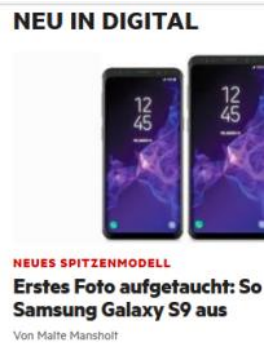 NEU IN DIGITAL
12
45
12
45
NEUES SPITZENMODELL
Erstes Foto aufgetaucht: So
Samsung Galaxy S9 aus
Von Malte Mansholt